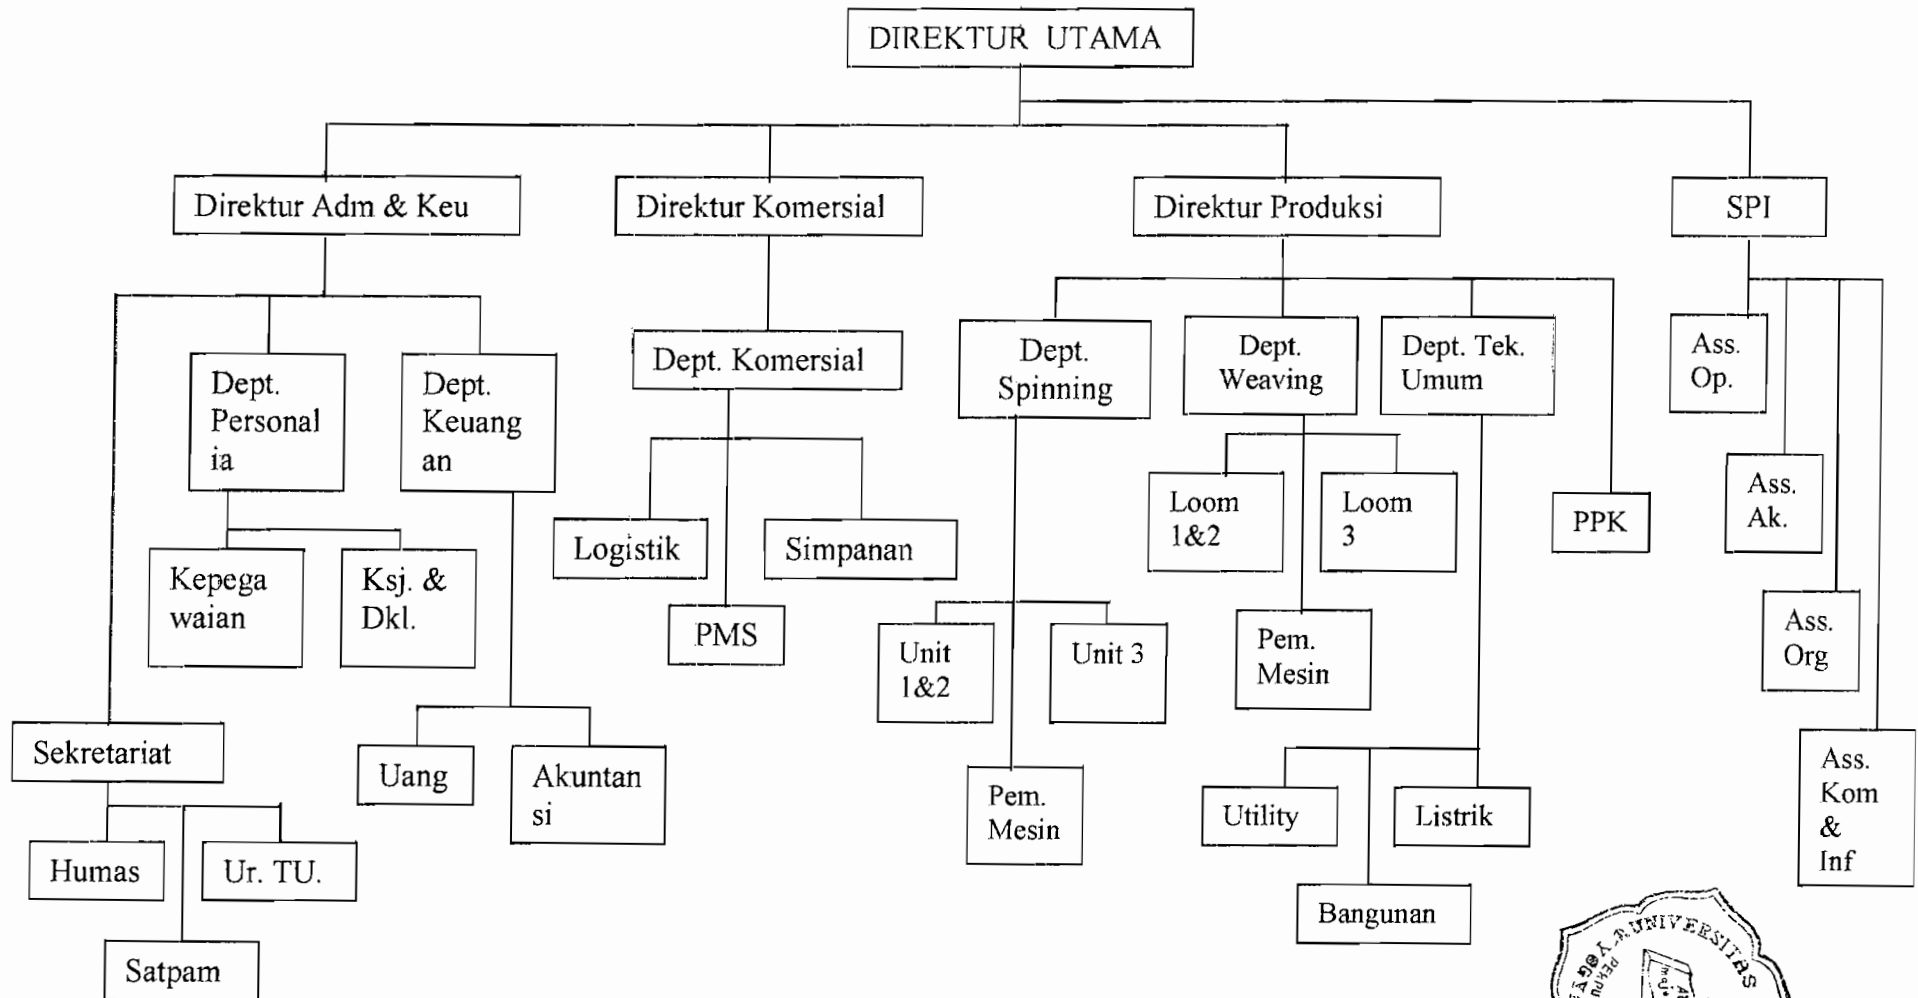 DIREKTUR UTAMA
Direktur Adm & Keu
Direktur Komersial
Direktur Produksi
SPI
Dept.
Personal
ia
Dept.
Keuang
an
Dept. Komersial
Dept.
Spinning
Dept.
Weaving
Dept. Tek.
Umum
Ass.
Op.
Logistik
Simpanan
Loom
1&2
Loom
3
PPK
Ass.
Ak.
Kepega
waian
Ksj. &
Dkl.
PMS
Unit
1&2
Unit 3
Pem.
Mesin
Ass.
Org
Sekretariat
Uang
Akuntan
si
Pem.
Mesin
Utility
Listrik
Ass.
Kom
&
Inf
Humas
Ur. TU.
Bangunan
Satpam
UNIVERSITAS